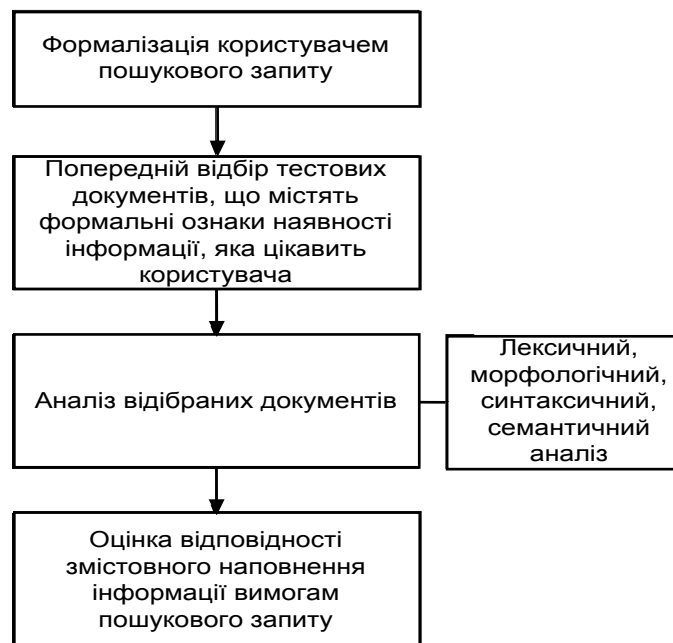 Формалізація користувачем
пошукового запиту
Попередній відбір тестових
документів, що містять
формальні ознаки наявності
інформації, яка цікавить
користувача
Аналіз відібраних документів
Лексичний,
морфологічний,
синтаксичний,
семантичний
аналіз
Оцінка відповідності
змістовного наповнення
інформації вимогам
пошукового запиту